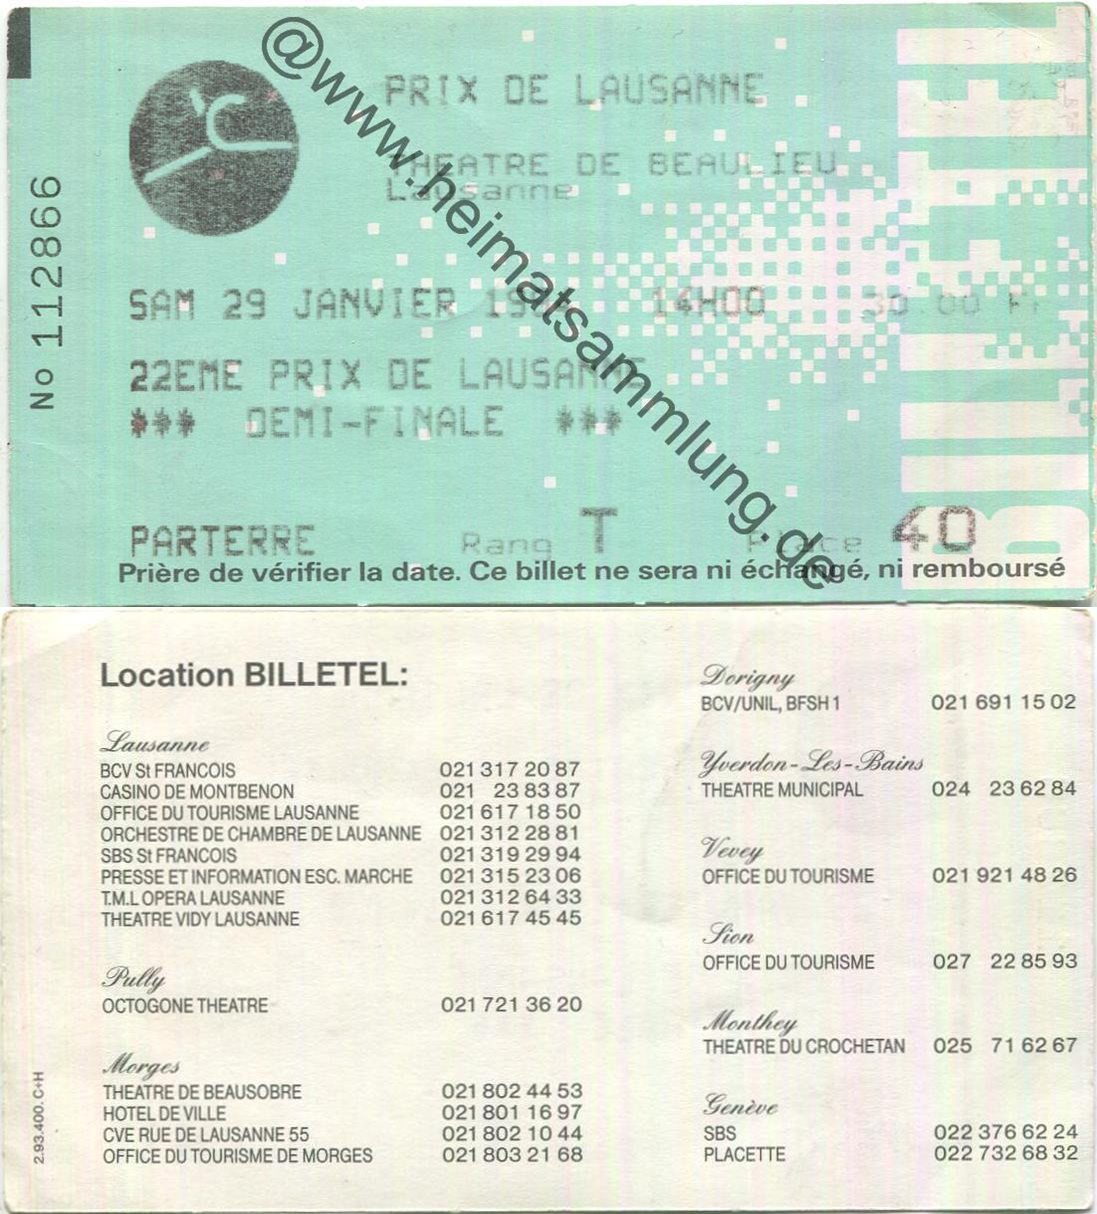 PRIX DE LAUSANNE
THEATRE DE BEAULIEU
Lausanne
SAM 29 JANVIER 14H00 30.00 Fr
22EME PRIX DE LAUSANNE
*** DEMI-FINALE ***
PARTERRE Rang T Place 40
Prière de vérifier la date. Ce billet ne sera ni échangé, ni remboursé
No 112866
BILLETEL
@www.heimatsammlung.de
Location BILLETEL:
Lausanne
BCV St FRANCOIS 021 317 20 87
CASINO DE MONTBENON 021 23 83 87
OFFICE DU TOURISME LAUSANNE 021 617 18 50
ORCHESTRE DE CHAMBRE DE LAUSANNE 021 312 28 81
SBS St FRANCOIS 021 319 29 94
PRESSE ET INFORMATION ESC. MARCHE 021 315 23 06
T.M.L OPERA LAUSANNE 021 312 64 33
THEATRE VIDY LAUSANNE 021 617 45 45
Pully
OCTOGONE THEATRE 021 721 36 20
Morges
THEATRE DE BEAUSOBRE 021 802 44 53
HOTEL DE VILLE 021 801 16 97
CVE RUE DE LAUSANNE 55 021 802 10 44
OFFICE DU TOURISME DE MORGES 021 803 21 68
Dorigny
BCV/UNIL, BFSH 1 021 691 15 02
Yverdon-Les-Bains
THEATRE MUNICIPAL 024 23 62 84
Vevey
OFFICE DU TOURISME 021 921 48 26
Sion
OFFICE DU TOURISME 027 22 85 93
Monthey
THEATRE DU CROCHETAN 025 71 62 67
Genève
SBS 022 376 62 24
PLACETTE 022 732 68 32
2.93.400. C+H